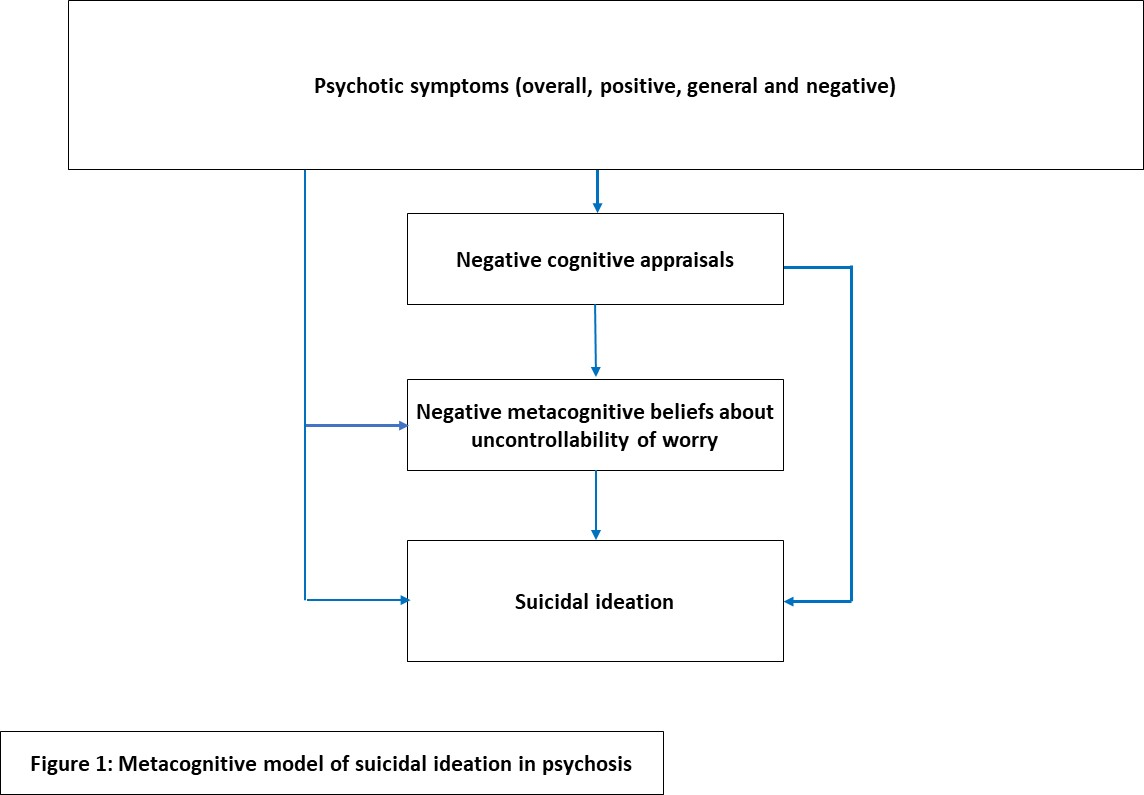 Psychotic symptoms (overall, positive, general and negative)
Negative cognitive appraisals
Negative metacognitive beliefs about
uncontrollability of worry
Suicidal ideation
Figure 1: Metacognitive model of suicidal ideation in psychosis